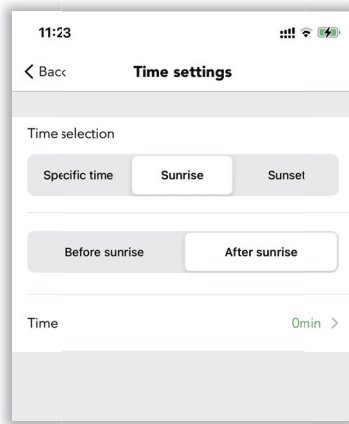 11:23
Back Time settings
Time selection
Specific time Sunrise Sunset
Before sunrise After sunrise
Time 0min